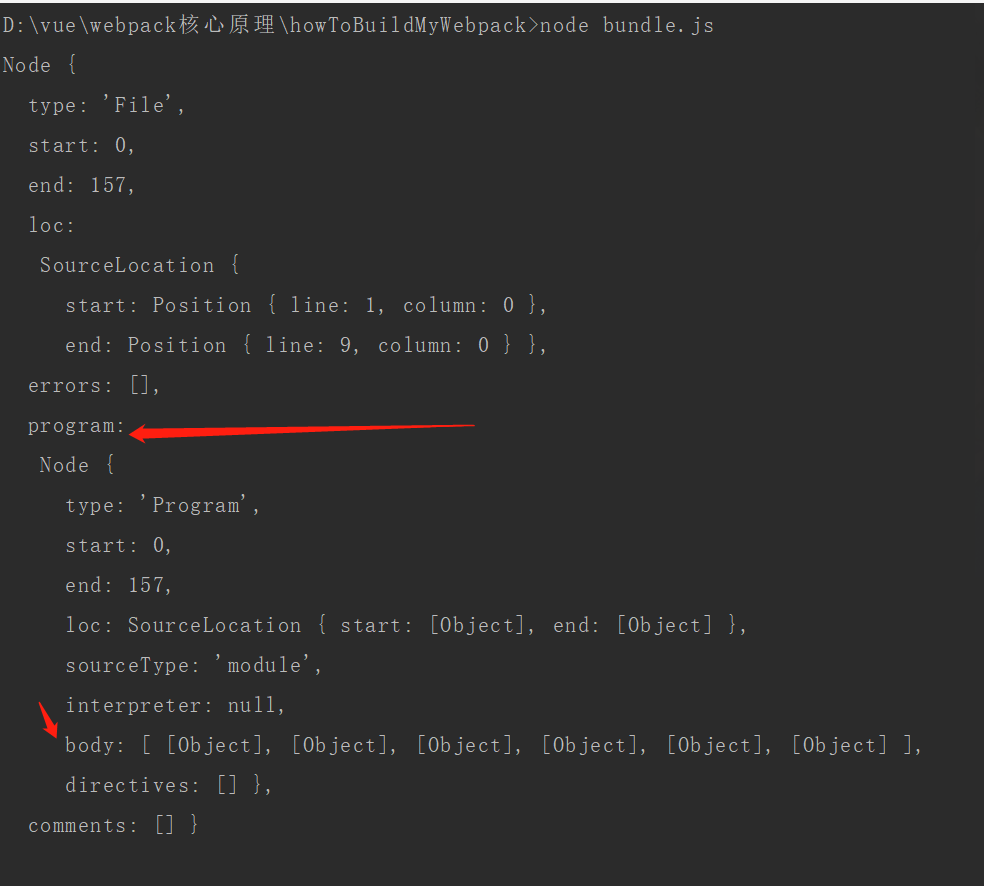 D:\vue\webpack核心原理\howToBuildMyWebpack>node bundle.js
Node {
type: 'File',
start: 0,
end: 157,
loc:
SourceLocation {
start: Position { line: 1, column: 0 },
end: Position { line: 9, column: 0 } },
errors: [],
program:
Node {
type: 'Program',
start: 0,
end: 157,
loc: SourceLocation { start: [Object], end: [Object] },
sourceType: 'module',
interpreter: null,
body: [ [Object], [Object], [Object], [Object], [Object], [Object] ],
directives: [] },
comments: [] }